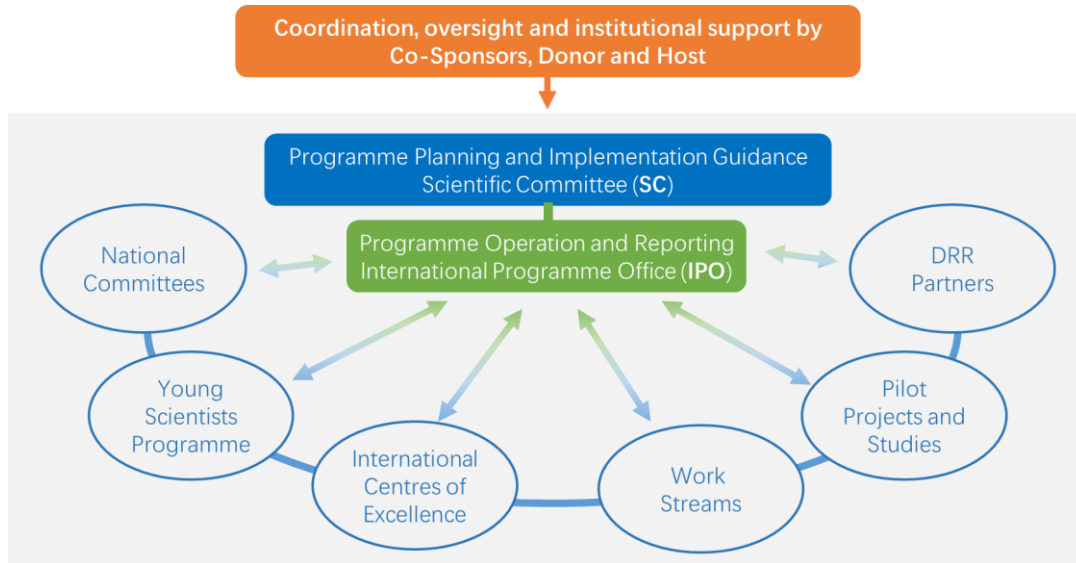 Coordination, oversight and institutional support by
Co-Sponsors, Donor and Host
Programme Planning and Implementation Guidance
Scientific Committee (SC)
Programme Operation and Reporting
International Programme Office (IPO)
National
Committees
DRR
Partners
Young
Scientists
Programme
Pilot
Projects and
Studies
International
Centres of
Excellence
Work
Streams